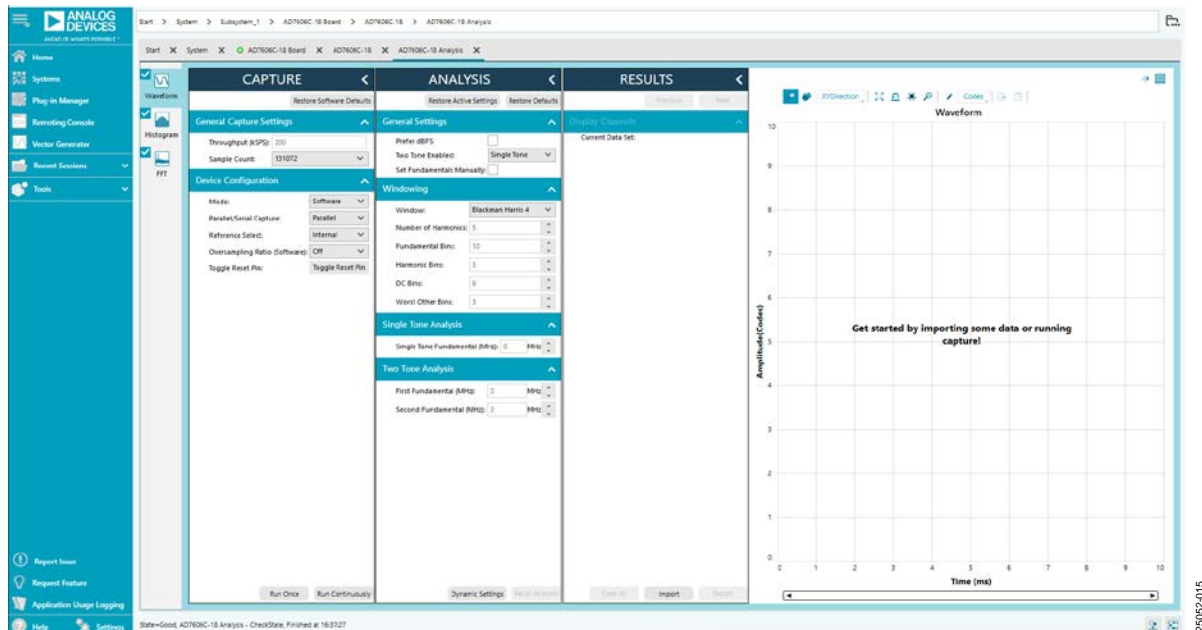 ANALOG
DEVICES
AHEAD OF WHAT'S POSSIBLE
Home
Systems
Plug-in Manager
Remoting Console
Vector Generator
Recent Sessions
Tools
Report Issue
Request Feature
Application Usage Logging
Help
Settings
Start > System > Subsystem_1 > AD7606C-18 Board > AD7606C-18 > AD7606C-18 Analysis
Start X System X AD7606C-18 Board X AD7606C-18 X AD7606C-18 Analysis X
Waveform
Histogram
FFT
CAPTURE
Restore Software Defaults
General Capture Settings
Throughput (kSPS): 200
Sample Count: 131072
Device Configuration
Mode: Software
Parallel/Serial Capture: Parallel
Reference Select: Internal
Oversampling Ratio (Software): Off
Toggle Reset Pin: Toggle Reset Pin
Run Once Run Continuously
ANALYSIS
Restore Active Settings Restore Defaults
General Settings
Prefer dBFS
Two Tone Enabled: Single Tone
Set Fundamentals Manually:
Windowing
Window: Blackman Harris 4
Number of Harmonics: 5
Fundamental Bins: 10
Harmonic Bins:
DC Bins: 6
Worst Other Bins: 3
Single Tone Analysis
Single Tone Fundamental (MHz): 0 MHz
Two Tone Analysis
First Fundamental (MHz): 0 MHz
Second Fundamental (MHz): 0 MHz
Dynamic Settings
RESULTS
Previous Next
Display Channels
Current Data Set:
Clear All Import Export
XYDirection Codes
Waveform
10
9
8
7
6
5
4
3
2
1
0
Amplitude(Codes)
Get started by importing some data or running
capture!
0 1 2 3 4 5 6 7 8 9 10
Time (ms)
State=Good, AD7606C-18 Analysis - CheckState, Finished at 16:37:27
25052-015